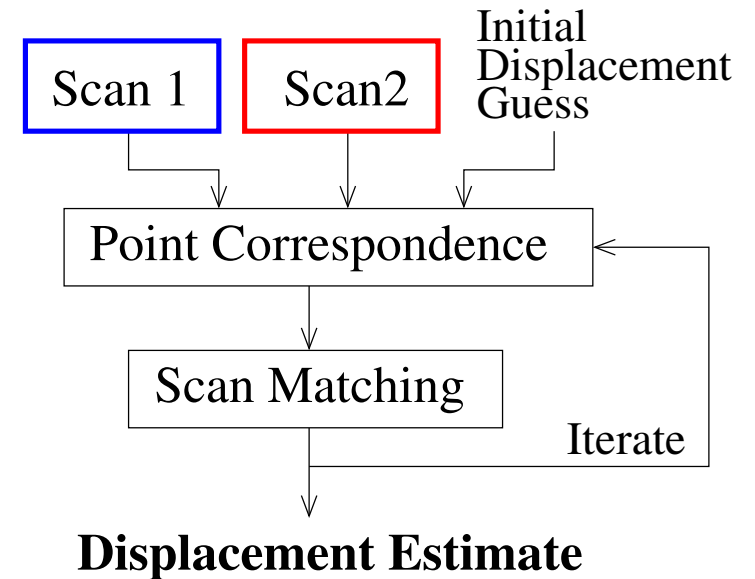 Scan 1
Scan2
Initial
Displacement
Guess
Point Correspondence
Scan Matching
Iterate
Displacement Estimate